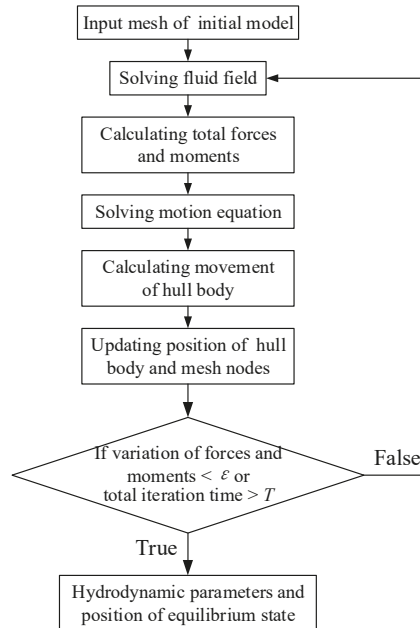 Input mesh of initial model
Solving fluid field
Calculating total forces
and moments
Solving motion equation
Calculating movement
of hull body
Updating position of hull
body and mesh nodes
If variation of forces and
moments < ε or
total iteration time > T
False
True
Hydrodynamic parameters and
position of equilibrium state